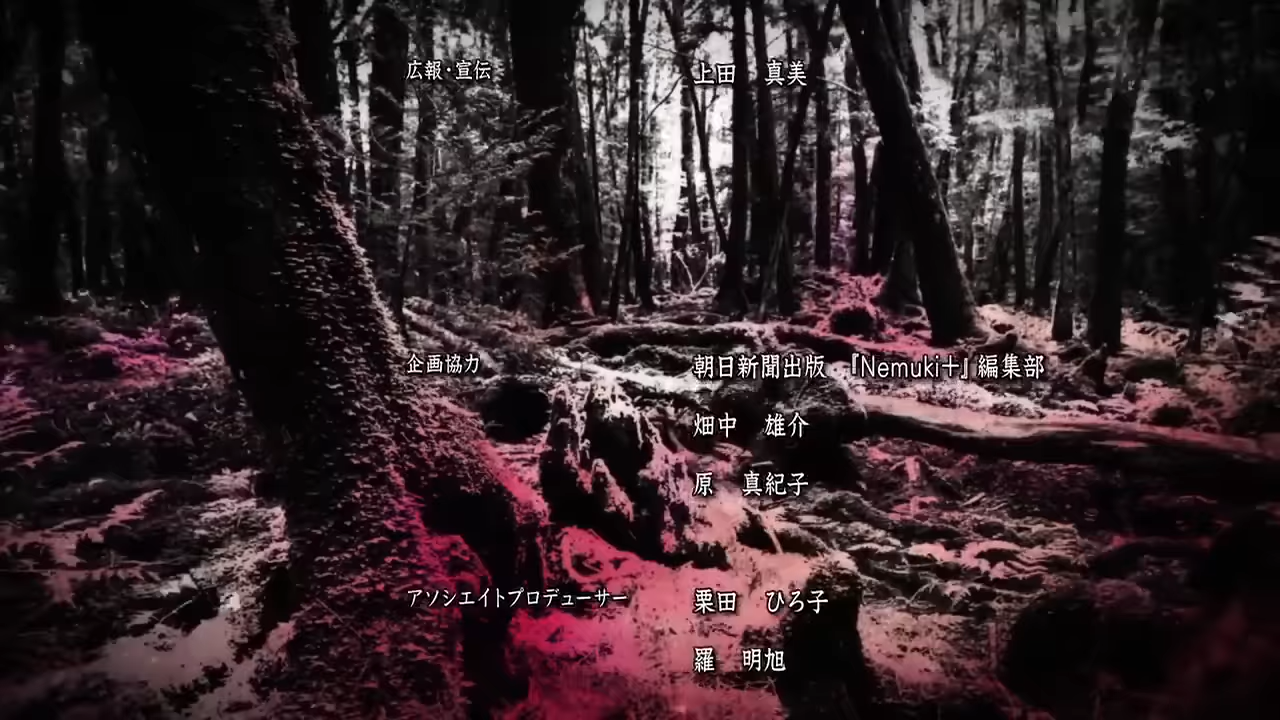 広報・宣伝 上田 真美
企画協力 朝日新聞出版 『Nemuki+』編集部
畑中 雄介
原 真紀子
アソシエイトプロデューサー 栗田 ひろ子
羅 明旭